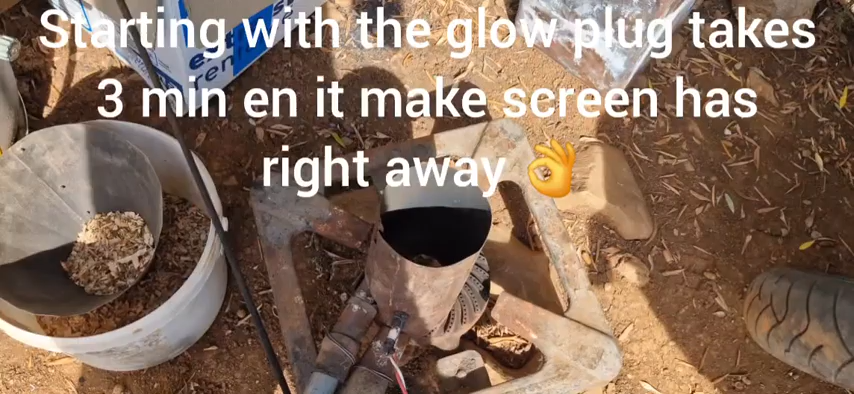 Starting with the glow plug takes
3 min en it make screen has
right away 👌